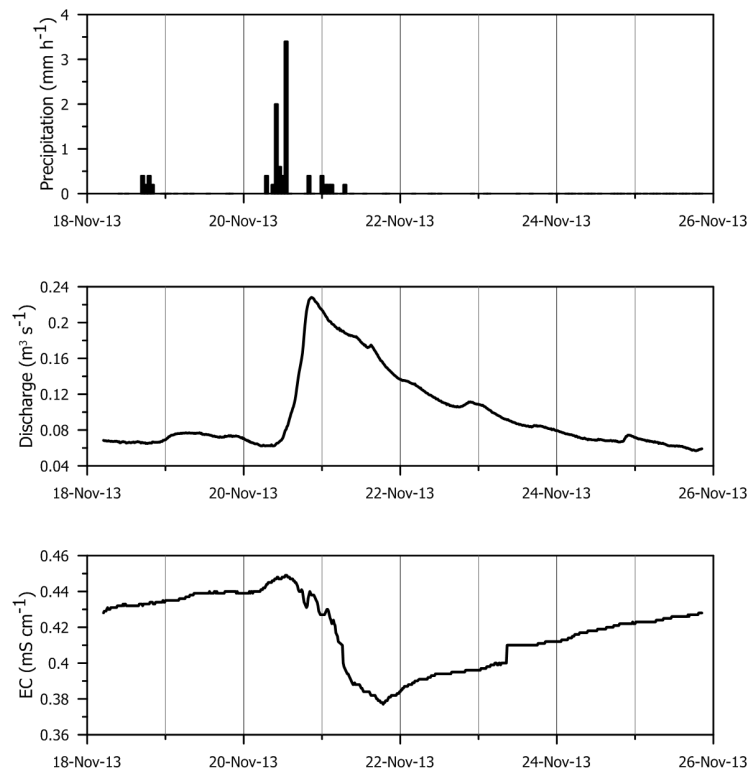 Precipitation (mm h⁻¹)
4
3
2
1
0
18-Nov-13 20-Nov-13 22-Nov-13 24-Nov-13 26-Nov-13
Discharge (m³ s⁻¹)
0.24
0.2
0.16
0.12
0.08
0.04
18-Nov-13 20-Nov-13 22-Nov-13 24-Nov-13 26-Nov-13
EC (mS cm⁻¹)
0.46
0.44
0.42
0.4
0.38
0.36
18-Nov-13 20-Nov-13 22-Nov-13 24-Nov-13 26-Nov-13